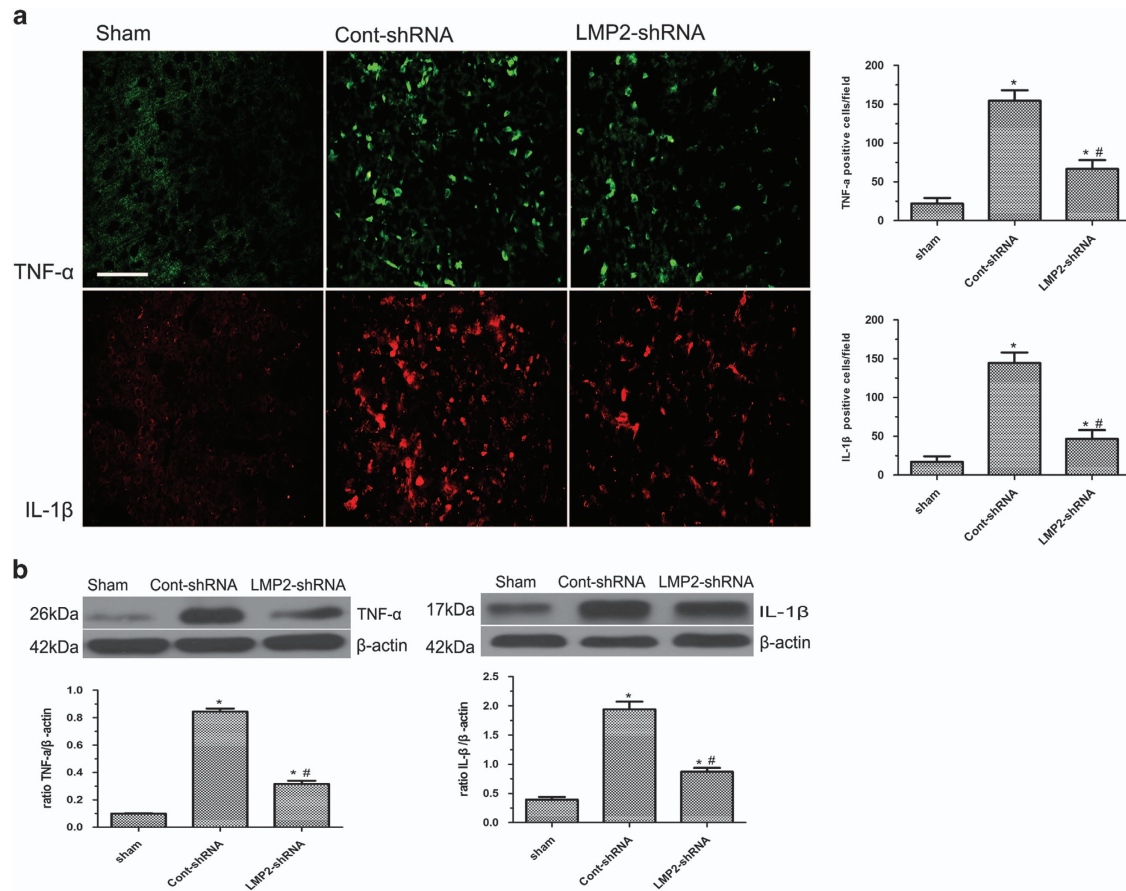 a
Sham
Cont-shRNA
LMP2-shRNA
TNF-α
IL-1β
TNF-a positive cells/field
200
150
100
50
0
*
* #
sham
Cont-shRNA
LMP2-shRNA
IL-1β positive cells/field
200
150
100
50
0
*
* #
sham
Cont-shRNA
LMP2-shRNA
b
Sham Cont-shRNA LMP2-shRNA
26kDa TNF-α
42kDa β-actin
ratio TNF-a/β -actin
1.0
0.8
0.6
0.4
0.2
0.0
*
* #
sham
Cont-shRNA
LMP2-shRNA
Sham Cont-shRNA LMP2-shRNA
17kDa IL-1β
42kDa β-actin
ratio IL-β /β -actin
2.5
2.0
1.5
1.0
0.5
0.0
*
* #
sham
Cont-shRNA
LMP2-shRNA